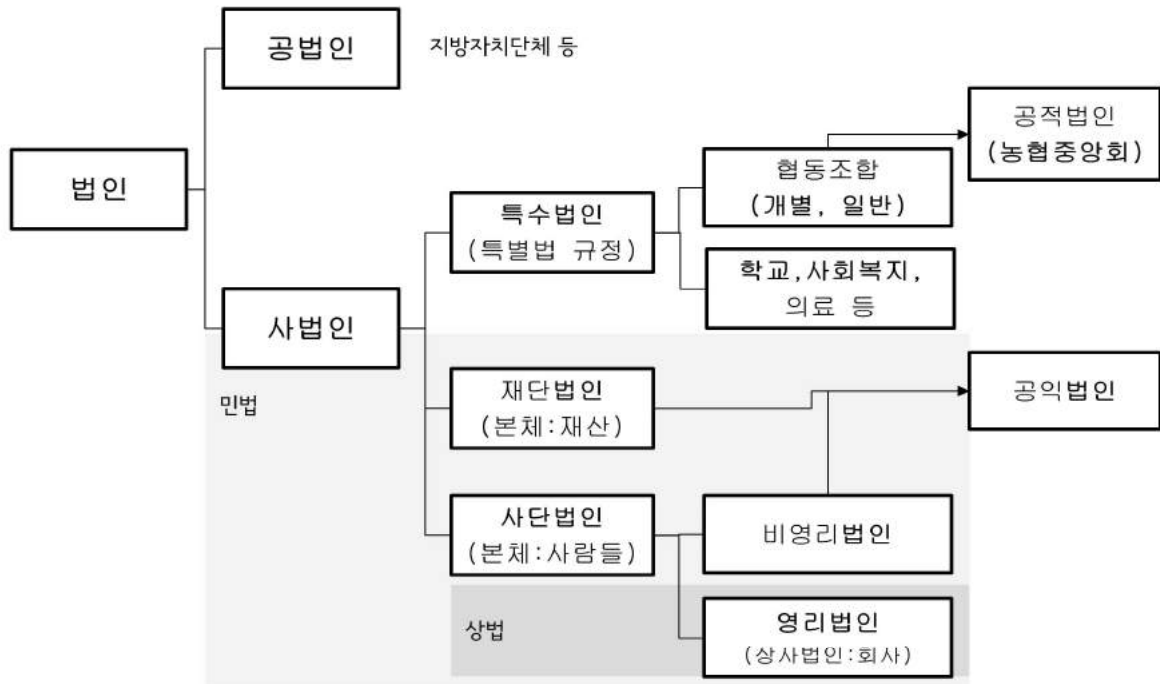 공법인
지방자치단체 등
공적법인
(농협중앙회)
법인
협동조합
(개별, 일반)
특수법인
(특별법 규정)
학교,사회복지,
의료 등
사법인
민법
재단법인
(본체:재산)
공익법인
사단법인
(본체:사람들)
비영리법인
상법
영리법인
(상사법인:회사)